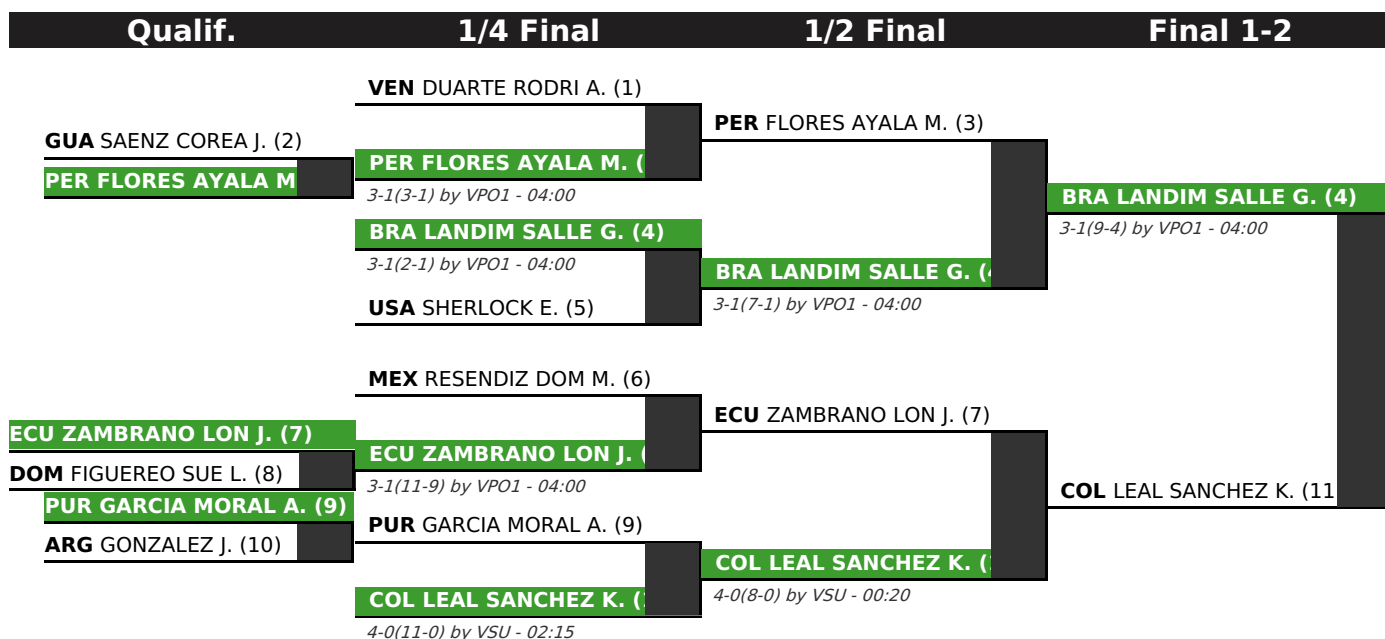 Qualif.
1/4 Final
1/2 Final
Final 1-2
GUA SAENZ COREA J. (2)
PER FLORES AYALA M
ECU ZAMBRANO LON J. (7)
DOM FIGUEREO SUE L. (8)
PUR GARCIA MORAL A. (9)
ARG GONZALEZ J. (10)
VEN DUARTE RODRI A. (1)
PER FLORES AYALA M. (
3-1(3-1) by VPO1 - 04:00
BRA LANDIM SALLE G. (4)
3-1(2-1) by VPO1 - 04:00
USA SHERLOCK E. (5)
MEX RESENDIZ DOM M. (6)
ECU ZAMBRANO LON J. (
3-1(11-9) by VPO1 - 04:00
PUR GARCIA MORAL A. (9)
COL LEAL SANCHEZ K. (
4-0(11-0) by VSU - 02:15
PER FLORES AYALA M. (3)
BRA LANDIM SALLE G. (
3-1(7-1) by VPO1 - 04:00
ECU ZAMBRANO LON J. (7)
COL LEAL SANCHEZ K. (
4-0(8-0) by VSU - 00:20
BRA LANDIM SALLE G. (4)
3-1(9-4) by VPO1 - 04:00
COL LEAL SANCHEZ K. (11